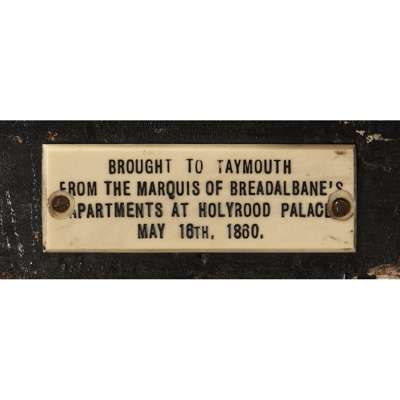 BROUGHT TO TAYMOUTH
FROM THE MARQUIS OF BREADALBANE'S
APARTMENTS AT HOLYROOD PALACE
MAY 16TH, 1860.